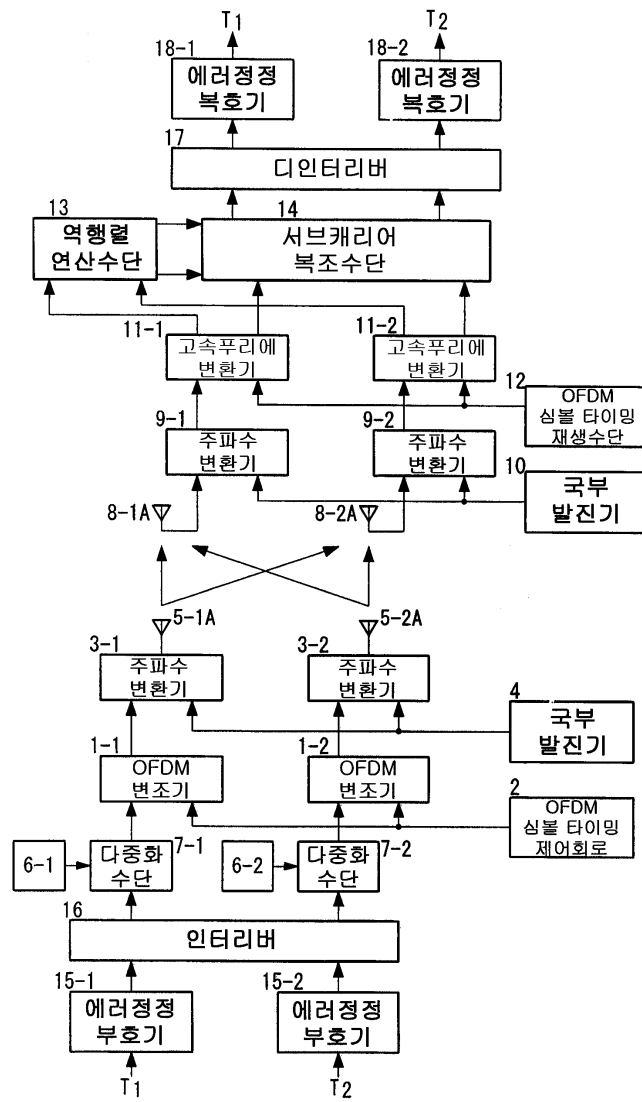 T1
T2
18-1
18-2
에러정정
복호기
에러정정
복호기
17
디인터리버
13
14
역행렬
연산수단
서브캐리어
복조수단
11-1
11-2
고속푸리에
변환기
고속푸리에
변환기
12
OFDM
심볼 타이밍
재생수단
9-1
9-2
주파수
변환기
주파수
변환기
10
국부
발진기
8-1A
8-2A
5-1A
5-2A
3-1
3-2
주파수
변환기
주파수
변환기
4
국부
발진기
1-1
1-2
OFDM
변조기
OFDM
변조기
2
OFDM
심볼 타이밍
제어회로
6-1
다중화
수단
7-1
6-2
다중화
수단
7-2
16
인터리버
15-1
15-2
에러정정
부호기
에러정정
부호기
T1
T2